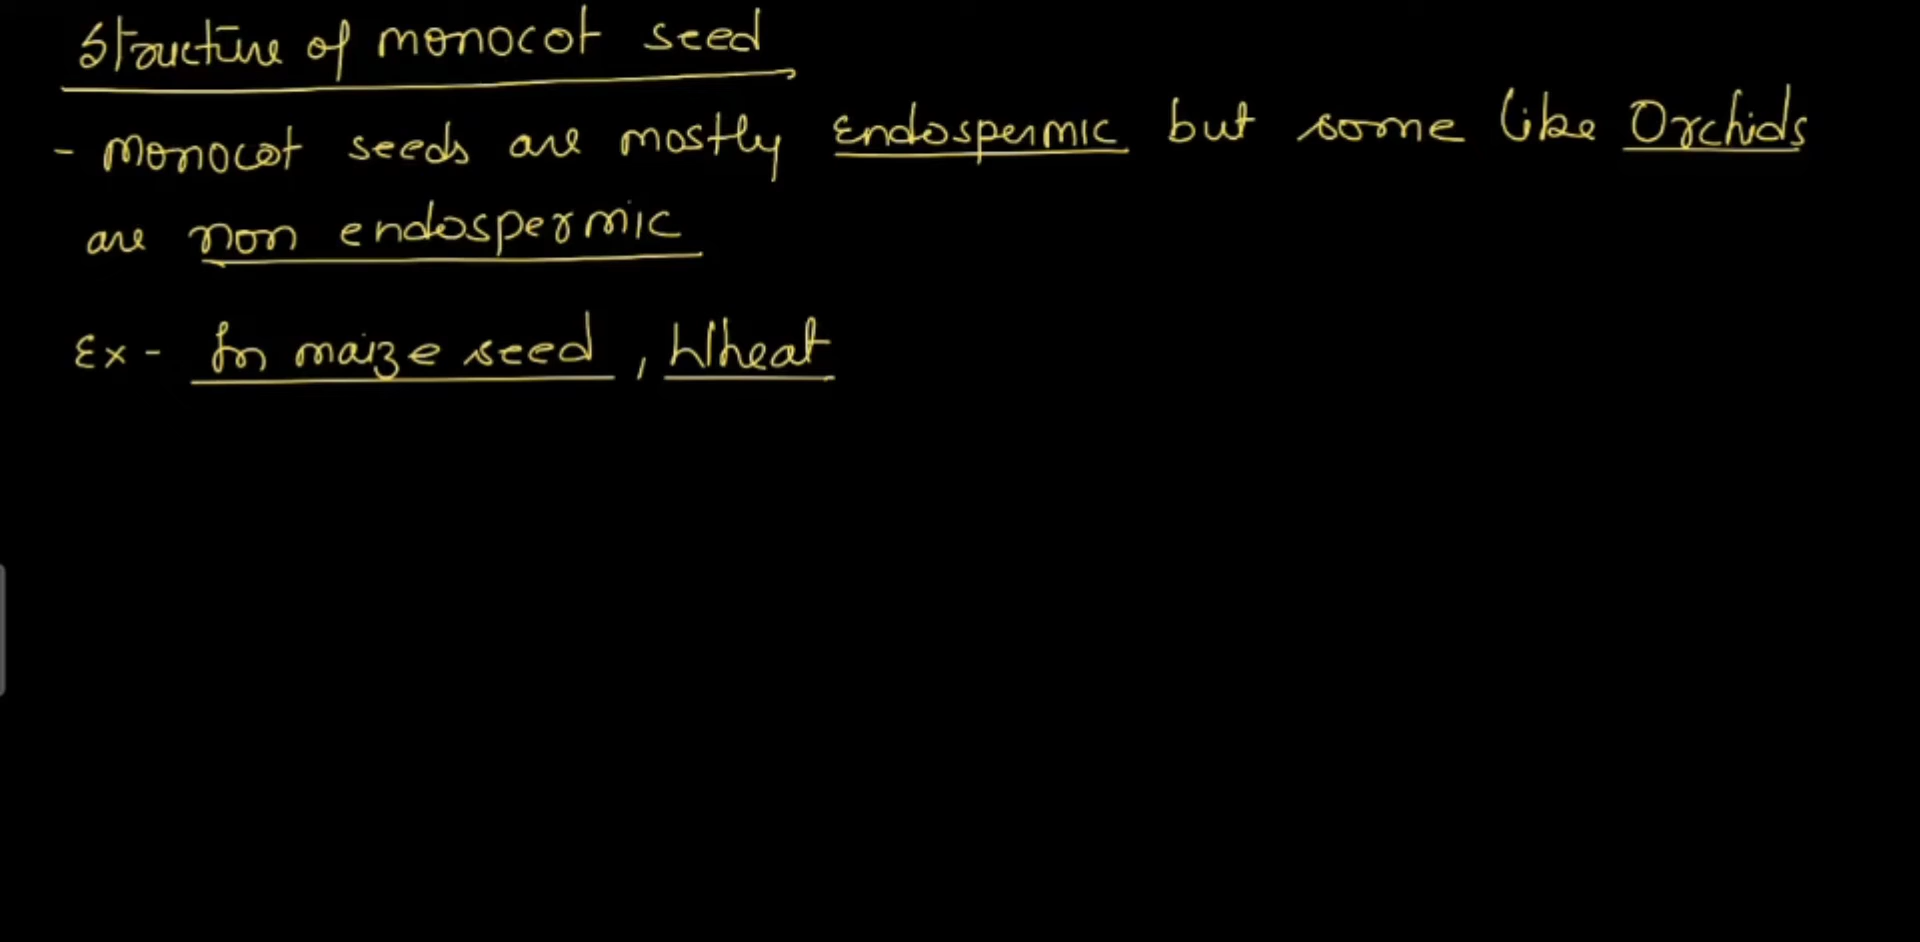 Structure of monocot seed
- Monocot seeds are mostly Endospermic but some like Orchids
are non endospermic
Ex - In maize seed, Wheat